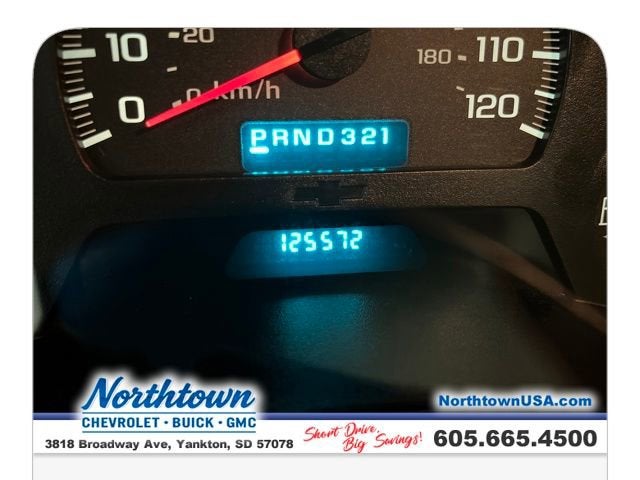 10 20 180 110
0 0 km/h 120
PRND321
125572
Northtown
CHEVROLET • BUICK • GMC
NorthtownUSA.com
3818 Broadway Ave, Yankton, SD 57078
Short Drive, Big Savings!
605.665.4500